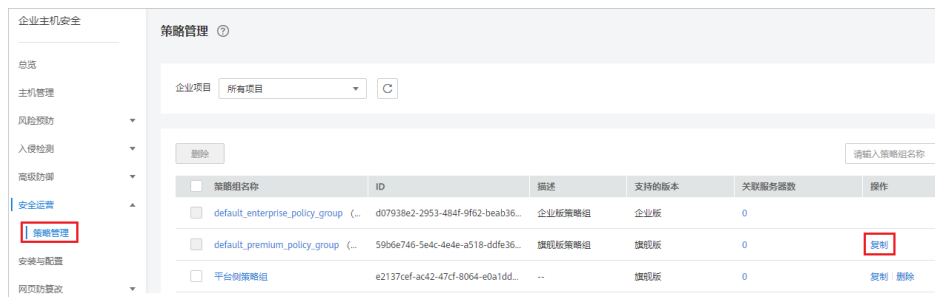 企业主机安全
总览
主机管理
风险预防
入侵检测
高级防御
安全运营
策略管理
安装与配置
网页防篡改
策略管理
企业项目 所有项目
删除 请输入策略组名称
策略组名称 ID 描述 支持的版本 关联服务器数 操作
default_enterprise_policy_group (... d07938e2-2953-484f-9f62-beab36... 企业版策略组 企业版 0
default_premium_policy_group (... 59b6e746-5e4c-4e4e-a518-ddfe36... 旗舰版策略组 旗舰版 0 复制
平台侧策略组 e2137cef-ac42-47cf-8064-e0a1dd... -- 旗舰版 0 复制 删除